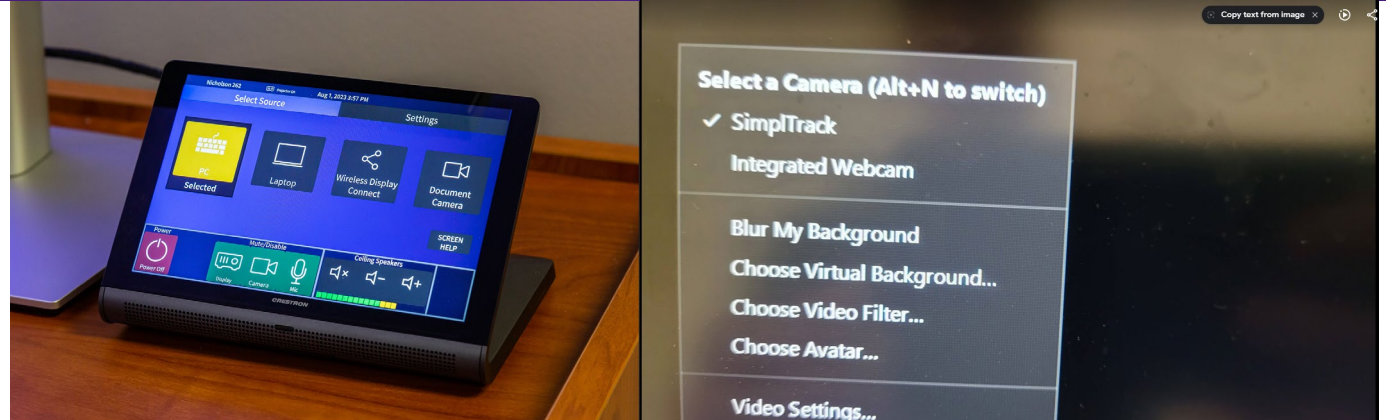 Nicholson 262
Aug 1, 2023 3:57 PM
Select Source
Settings
PC
Selected
Laptop
Wireless Display
Connect
Document
Camera
SCREEN
HELP
Power
Power Off
Mute/Disable
Display
Camera
Mic
Ceiling Speakers
CRESTRON
Copy text from image
Select a Camera (Alt+N to switch)
SimplTrack
Integrated Webcam
Blur My Background
Choose Virtual Background...
Choose Video Filter...
Choose Avatar...
Video Settings...